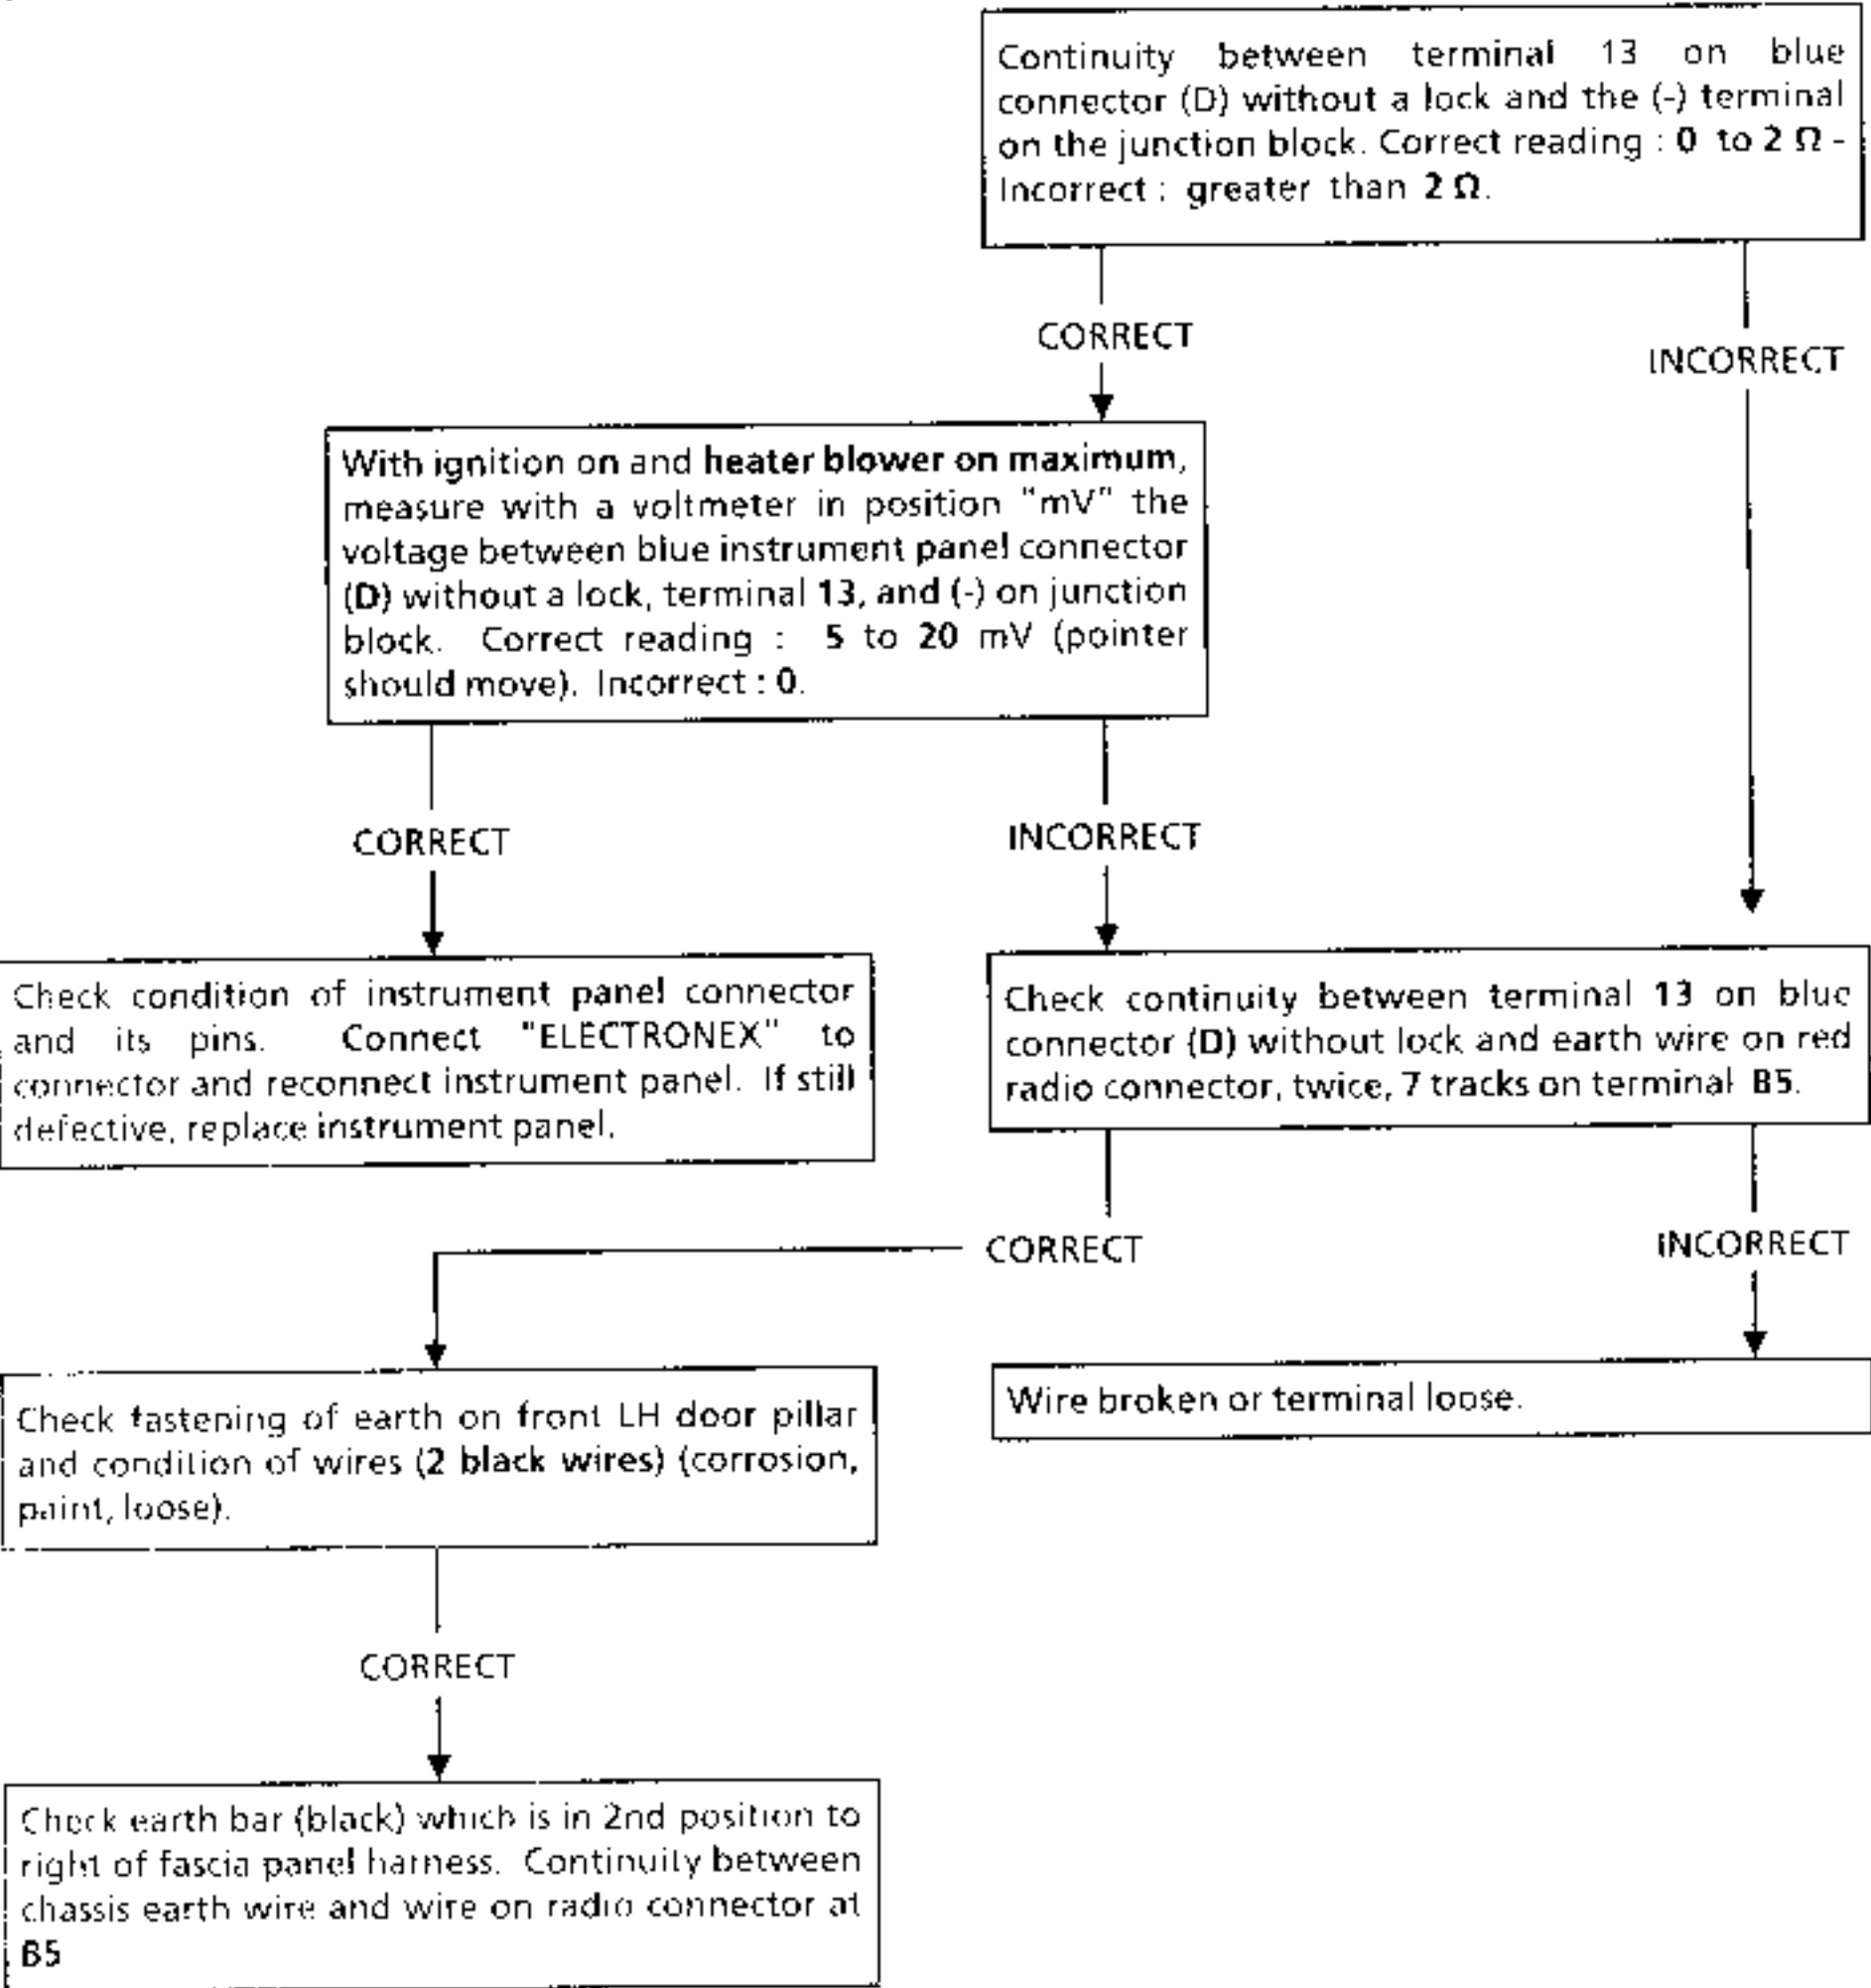 Continuity between terminal 13 on blue
connector (D) without a lock and the (-) terminal
on the junction block. Correct reading : 0 to 2 Ω -
Incorrect : greater than 2 Ω.
CORRECT
INCORRECT
With ignition on and heater blower on maximum,
measure with a voltmeter in position "mV" the
voltage between blue instrument panel connector
(D) without a lock, terminal 13, and (-) on junction
block. Correct reading : 5 to 20 mV (pointer
should move). Incorrect : 0.
CORRECT
INCORRECT
Check condition of instrument panel connector
and its pins. Connect "ELECTRONEX" to
connector and reconnect instrument panel. If still
defective, replace instrument panel.
Check continuity between terminal 13 on blue
connector (D) without lock and earth wire on red
radio connector, twice, 7 tracks on terminal B5.
CORRECT
INCORRECT
Check fastening of earth on front LH door pillar
and condition of wires (2 black wires) (corrosion,
paint, loose).
Wire broken or terminal loose.
CORRECT
Check earth bar (black) which is in 2nd position to
right of fascia panel harness. Continuity between
chassis earth wire and wire on radio connector at
B5